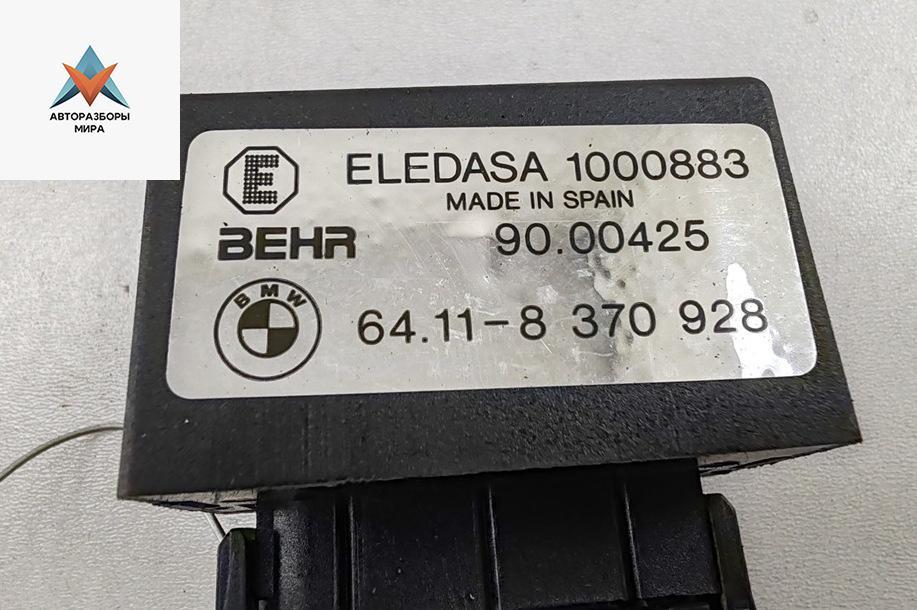 АВТОРАЗБОРЫ
МИРА
E ELEDASA 1000883
MADE IN SPAIN
BEHR 90.00425
BMW 64.11-8 370 928